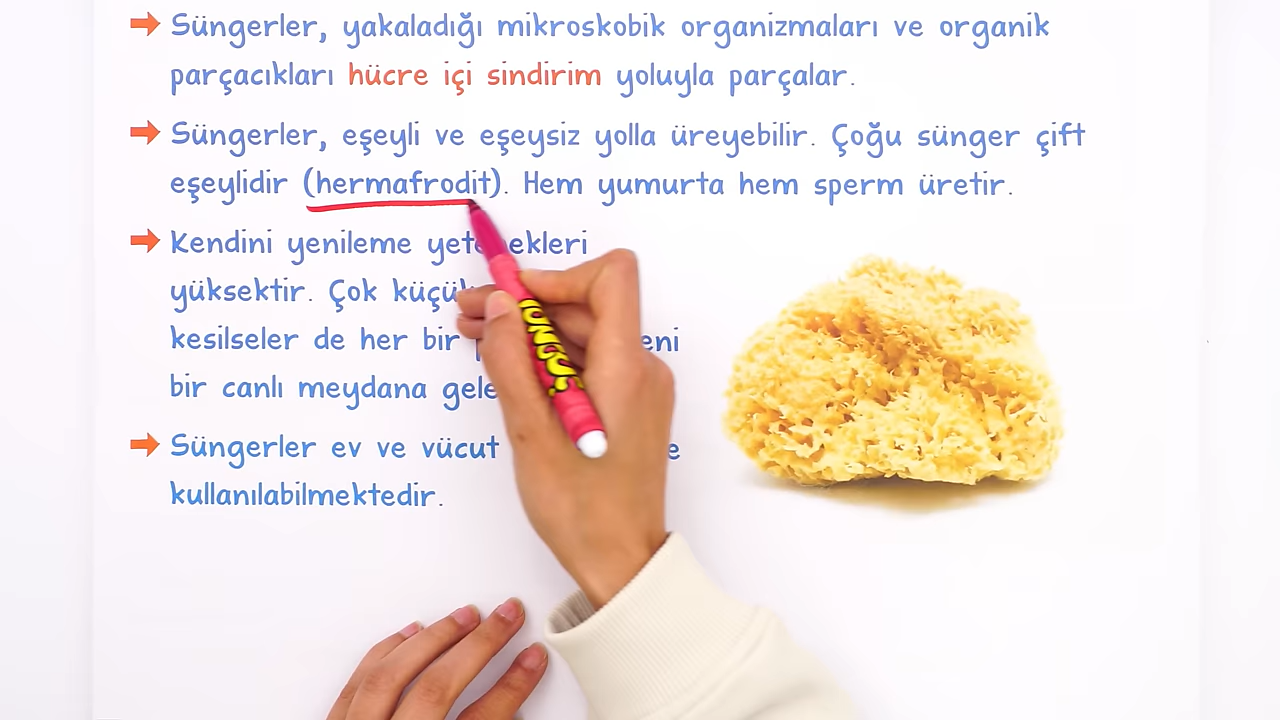 Süngerler, yakaladığı mikroskobik organizmaları ve organik
parçacıkları hücre içi sindirim yoluyla parçalar.
Süngerler, eşeyli ve eşeysiz yolla üreyebilir. Çoğu sünger çift
eşeylidir (hermafrodit). Hem yumurta hem sperm üretir.
Kendini yenileme yetenekleri
yüksektir. Çok
kesilseler de her bir
bir canlı meydana
Süngerler ev ve vücut
kullanılabilmektedir.